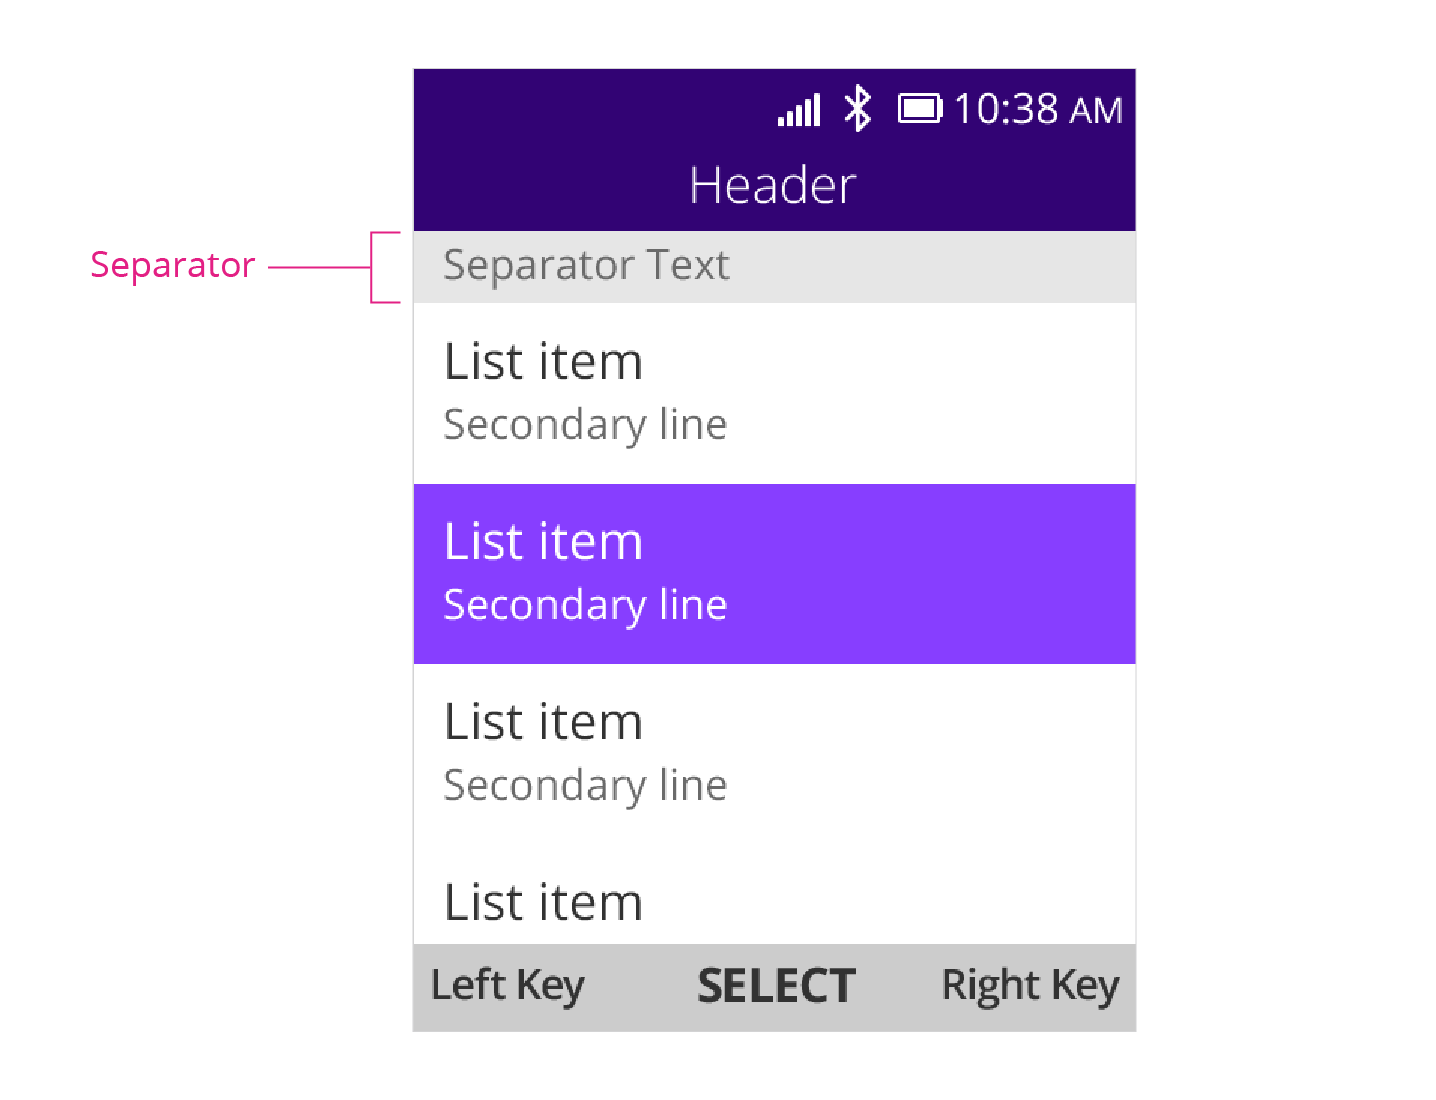 10:38 AM
Header
Separator
Separator Text
List item
Secondary line
List item
Secondary line
List item
Secondary line
List item
Left Key SELECT Right Key